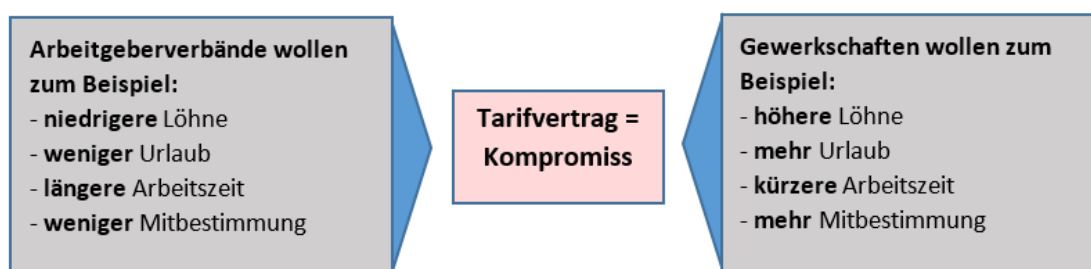 Arbeitgeberverbände wollen
zum Beispiel:
- niedrigere Löhne
- weniger Urlaub
- längere Arbeitszeit
- weniger Mitbestimmung
Tarifvertrag =
Kompromiss
Gewerkschaften wollen zum
Beispiel:
- höhere Löhne
- mehr Urlaub
- kürzere Arbeitszeit
- mehr Mitbestimmung